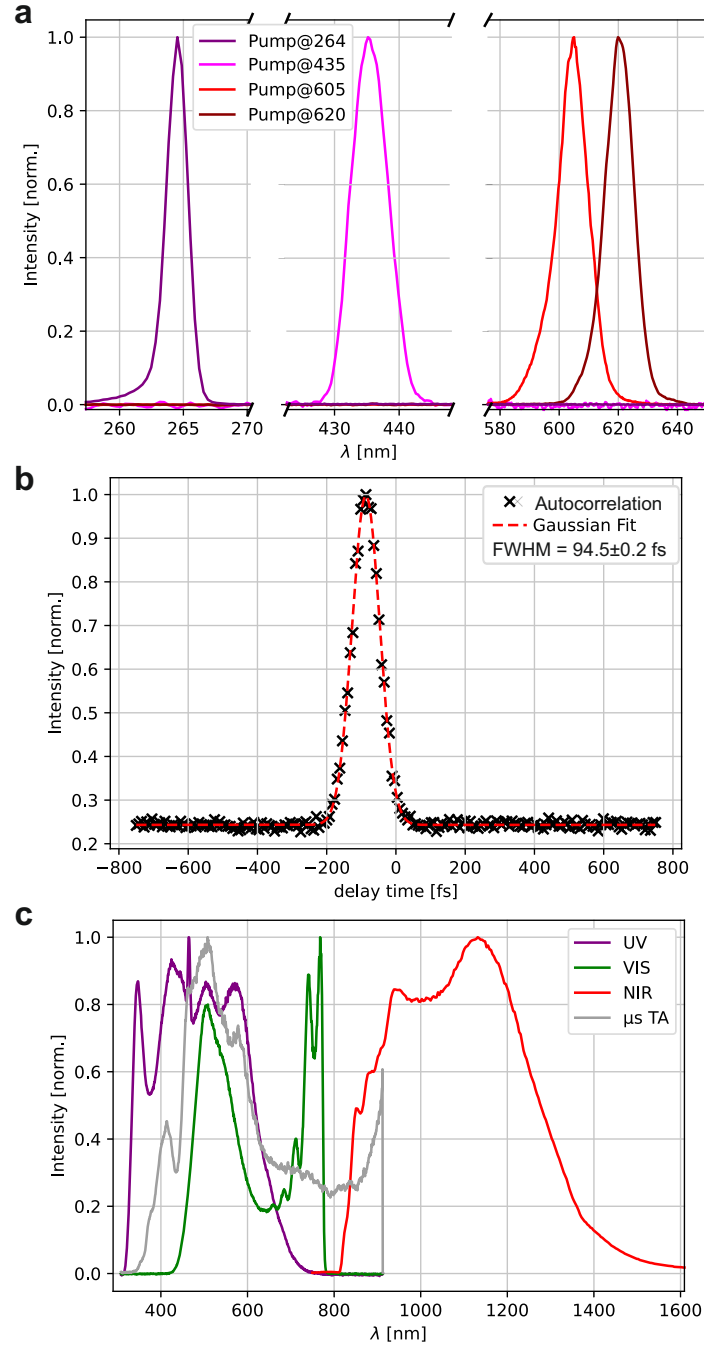 a
Pump@264
Pump@435
Pump@605
Pump@620
Intensity [norm.]
1.0
0.8
0.6
0.4
0.2
0.0
260 265 270 430 440 580 600 620 640
λ [nm]
b
Autocorrelation
Gaussian Fit
FWHM = 94.5±0.2 fs
Intensity [norm.]
1.0
0.9
0.8
0.7
0.6
0.5
0.4
0.3
0.2
−800 −600 −400 −200 0 200 400 600 800
delay time [fs]
c
UV
VIS
NIR
μs TA
Intensity [norm.]
1.0
0.8
0.6
0.4
0.2
0.0
400 600 800 1000 1200 1400 1600
λ [nm]